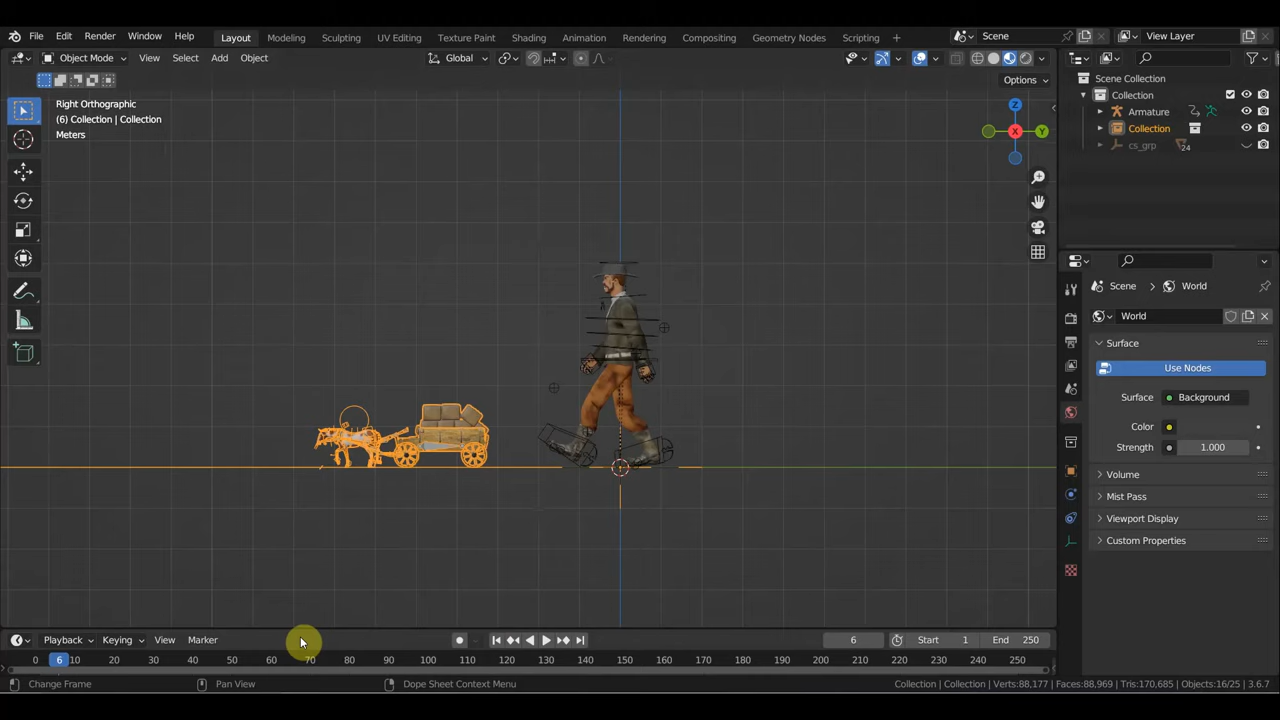 File Edit Render Window Help Layout Modeling Sculpting UV Editing Texture Paint Shading Animation Rendering Compositing Geometry Nodes Scripting + Scene View Layer
Object Mode View Select Add Object Global
Options
Right Orthographic
(6) Collection | Collection
Meters
Z
X
Y
Scene Collection
Collection
Armature
Collection
cs_grp 24
Scene > World
World
Surface
Use Nodes
Surface Background
Color
Strength 1.000
Volume
Mist Pass
Viewport Display
Custom Properties
Playback Keying View Marker 6 Start 1 End 250
0 6 10 20 30 40 50 60 70 80 90 100 110 120 130 140 150 160 170 180 190 200 210 220 230 240 250
Change Frame Pan View Dope Sheet Context Menu Collection | Collection | Verts:88,177 | Faces:88,969 | Tris:170,685 | Objects:16/25 | 3.6.7